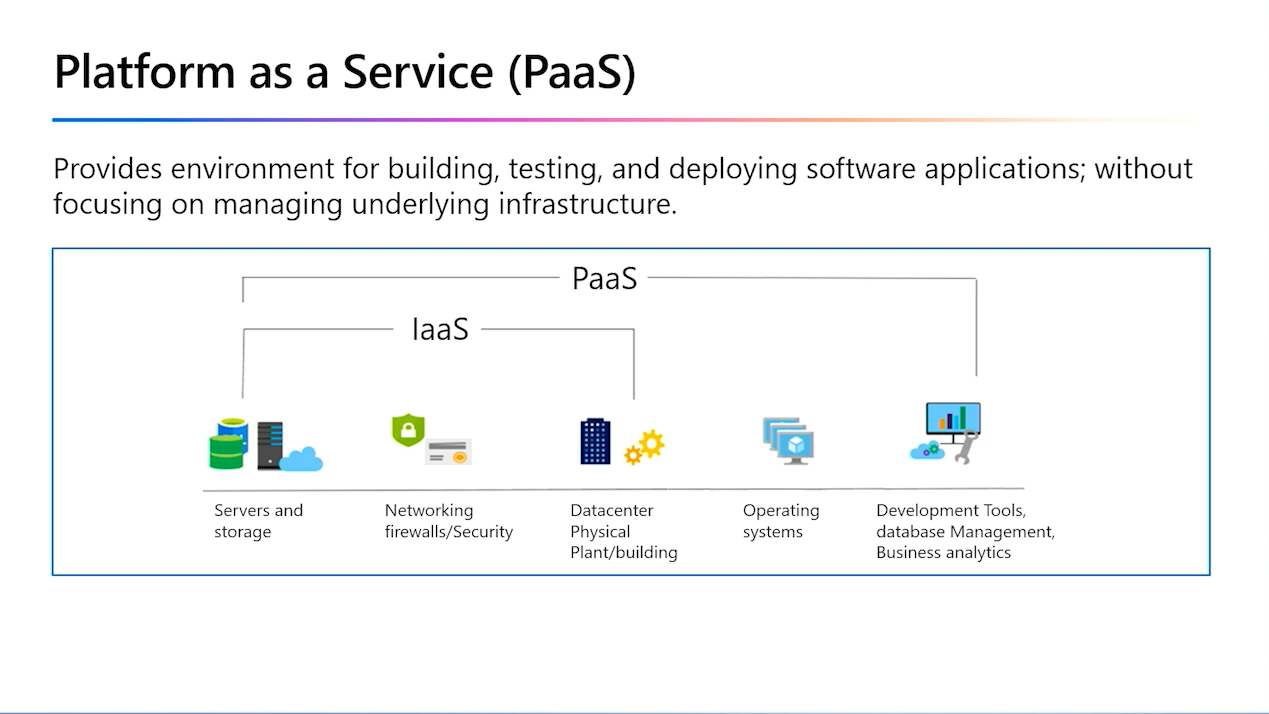 Platform as a Service (PaaS)
Provides environment for building, testing, and deploying software applications; without
focusing on managing underlying infrastructure.
PaaS
IaaS
Servers and
storage
Networking
firewalls/Security
Datacenter
Physical
Plant/building
Operating
systems
Development Tools,
database Management,
Business analytics